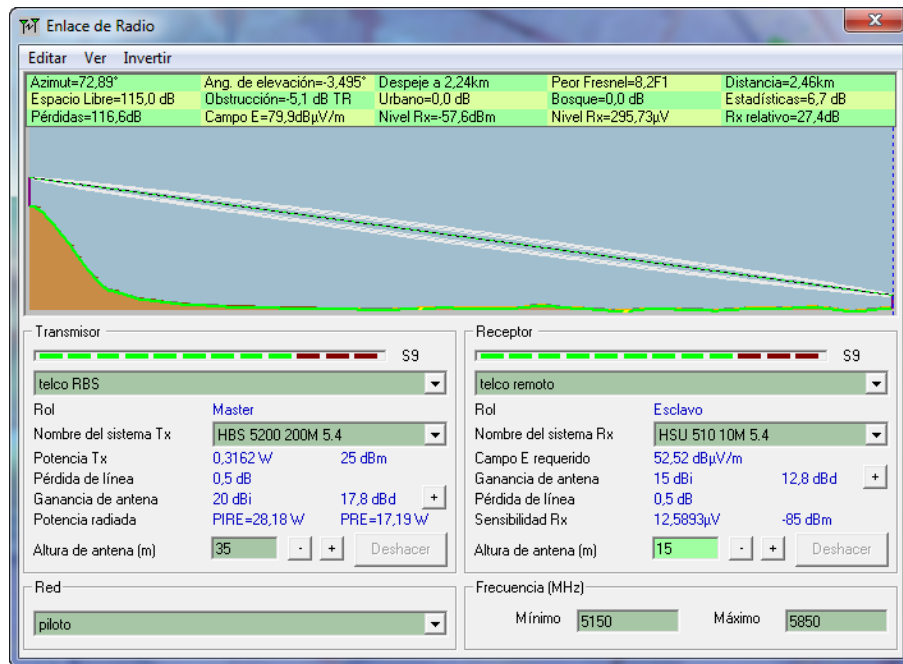 Enlace de Radio
Editar Ver Invertir
Azimut=72,89° Ang. de elevación=-3,495° Despeje a 2,24km Peor Fresnel=8,2F1 Distancia=2,46km
Espacio Libre=115,0 dB Obstrucción=-5,1 dB TR Urbano=0,0 dB Bosque=0,0 dB Estadísticas=6,7 dB
Pérdidas=116,6dB Campo E=79,9dBµV/m Nivel Rx=-57,6dBm Nivel Rx=295,73µV Rx relativo=27,4dB
Transmisor
S9
telco RBS
Rol Master
Nombre del sistema Tx HBS 5200 200M 5.4
Potencia Tx 0,3162 W 25 dBm
Pérdida de línea 0,5 dB
Ganancia de antena 20 dBi 17,8 dBd +
Potencia radiada PIRE=28,18 W PRE=17,19 W
Altura de antena (m) 35 - + Deshacer
Receptor
S9
telco remoto
Rol Esclavo
Nombre del sistema Rx HSU 510 10M 5.4
Campo E requerido 52,52 dBµV/m
Ganancia de antena 15 dBi 12,8 dBd +
Pérdida de línea 0,5 dB
Sensibilidad Rx 12,5893µV -85 dBm
Altura de antena (m) 15 - + Deshacer
Red
piloto
Frecuencia (MHz)
Mínimo 5150 Máximo 5850